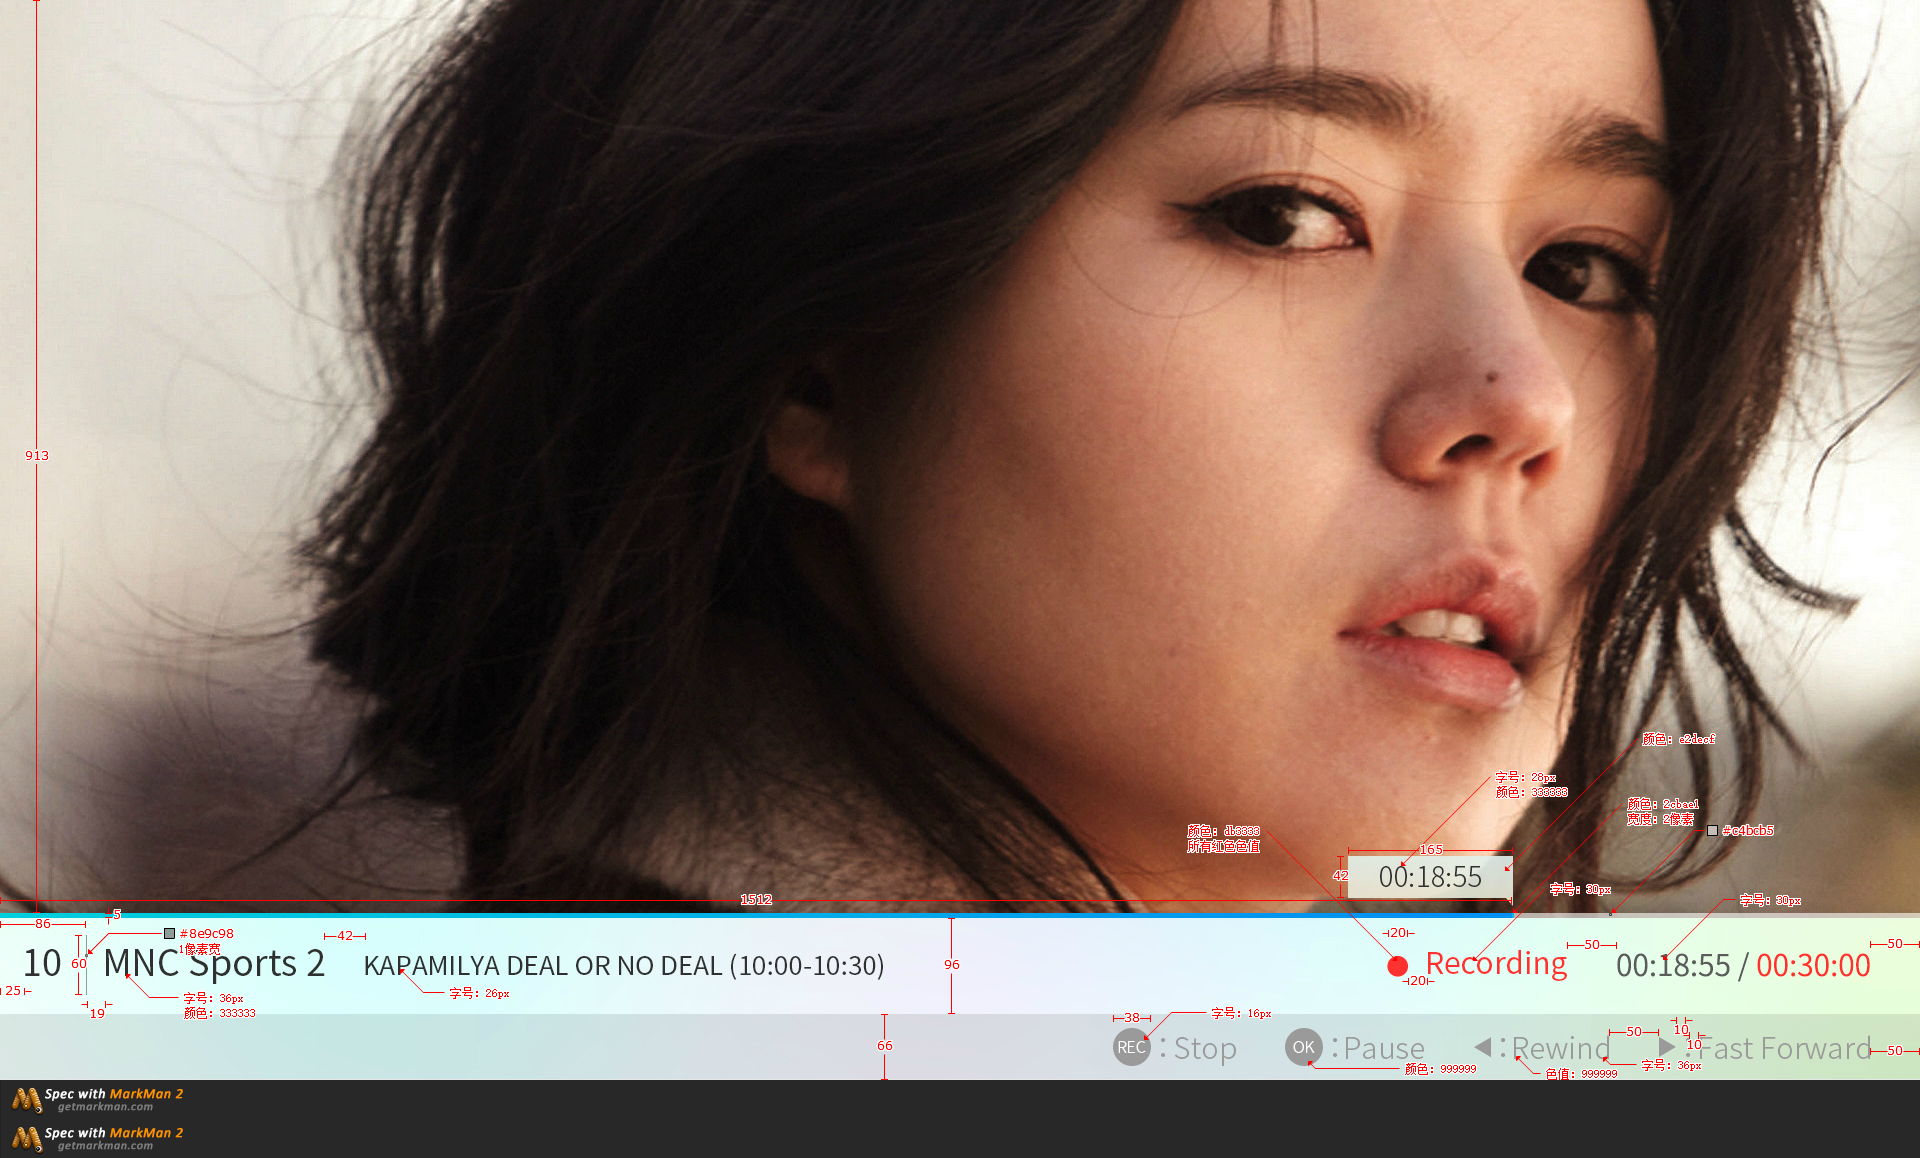 913
颜色: e2decf
字号: 28px
颜色: 333333
颜色: 2cbae1
宽度: 2像素
#c4bcb5
颜色: db3333
所有红色色值
165
42
00:18:55
字号: 30px
字号: 30px
1512
86
5
#8e9c98
1像素宽
42
20
50
50
10
60
MNC Sports 2
KAPAMILYA DEAL OR NO DEAL (10:00-10:30)
96
Recording
00:18:55 / 00:30:00
25
19
字号: 36px
颜色: 333333
字号: 26px
20
38
字号: 16px
50
10
10
66
REC : Stop
OK : Pause
: Rewind
: Fast Forward
50
颜色: 999999
色值: 999999
字号: 36px
Spec with MarkMan 2
getmarkman.com
Spec with MarkMan 2
getmarkman.com